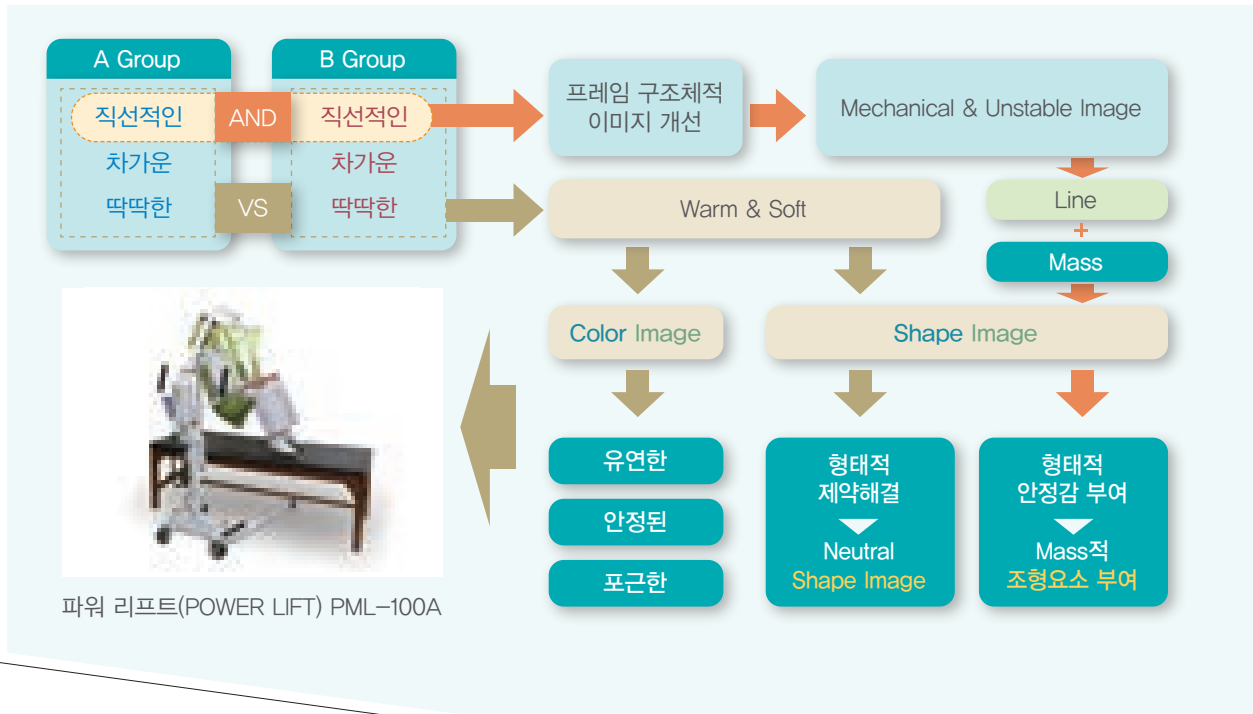 A Group
B Group
직선적인
AND
직선적인
차가운
차가운
딱딱한
VS
딱딱한
프레임 구조체적
이미지 개선
Mechanical & Unstable Image
Warm & Soft
Line
+
Mass
Color Image
Shape Image
유연한
안정된
포근한
형태적
제약해결
Neutral
Shape Image
형태적
안정감 부여
Mass적
조형요소 부여
파워 리프트(POWER LIFT) PML-100A